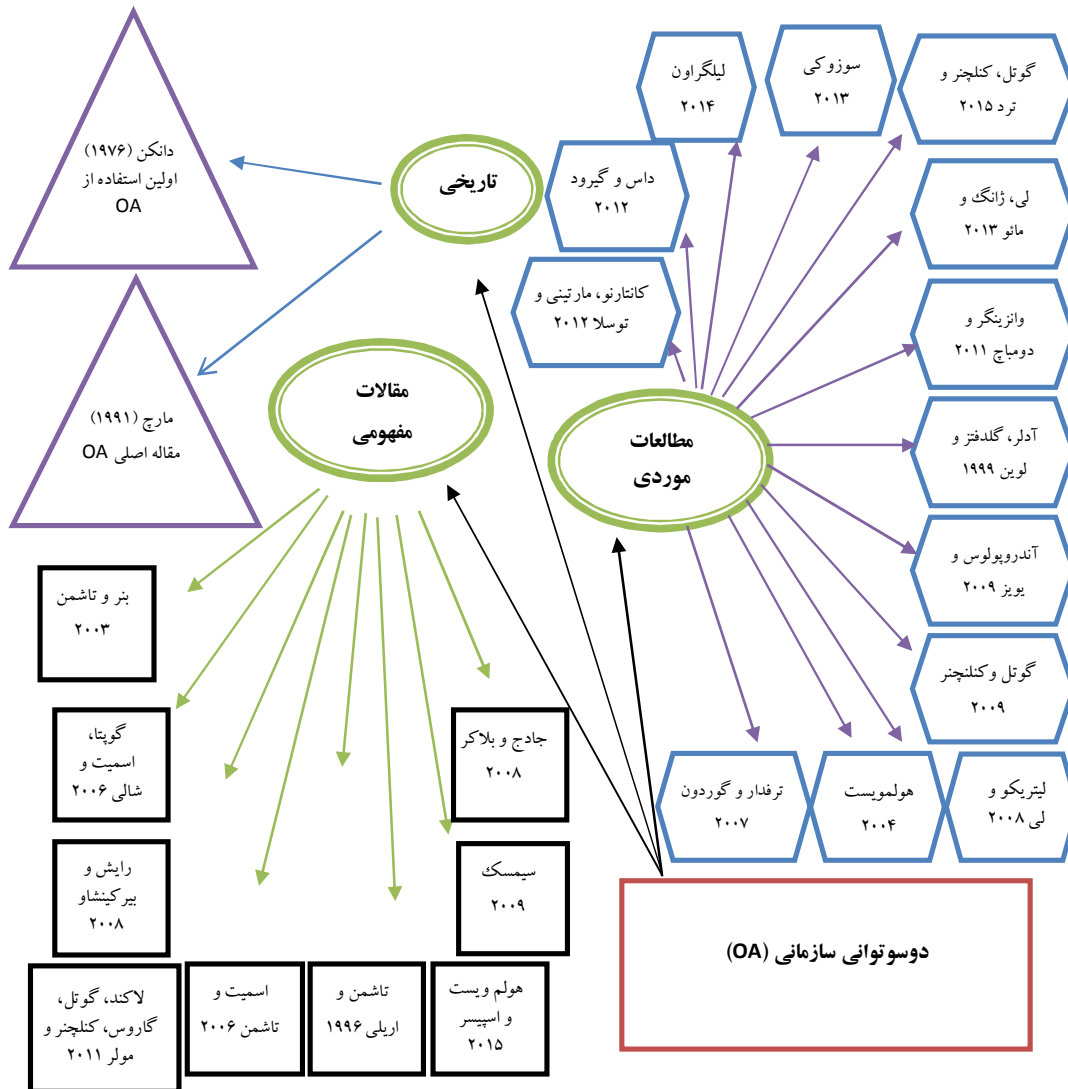 گوتل، کنلچنر و
ترد ۲۰۱۵
سوزوکی
۲۰۱۳
لیلگراون
۲۰۱۴
داس و گیرود
۲۰۱۲
کانتارنو، مارتینی و
توسلا ۲۰۱۲
لی، ژانگ و
مائو ۲۰۱۳
وانزینگر و
دومباچ ۲۰۱۱
آدلر، گلدفتز و
لوین ۱۹۹۹
آندروپولوس و
یویز ۲۰۰۹
گوتل وکنلنچنر
۲۰۰۹
لیتریکو و
لی ۲۰۰۸
هولمویست
۲۰۰۴
ترفدار و گوردون
۲۰۰۷
مطالعات
موردی
تاریخی
دانکن (۱۹۷۶)
اولین استفاده از
OA
مارچ (۱۹۹۱)
مقاله اصلی OA
مقالات
مفهومی
بنر و تاشمن
۲۰۰۳
گوپتا،
اسمیت و
شالی ۲۰۰۶
رایش و
بیرکینشاو
۲۰۰۸
لاکند، گوتل،
گاروس، کنلچنر و
مولر ۲۰۱۱
اسمیت و
تاشمن ۲۰۰۶
تاشمن و
اریلی ۱۹۹۶
هولم ویست
و اسپیسر
۲۰۱۵
سیمسک
۲۰۰۹
جادج و بلاکر
۲۰۰۸
دوسوتوانی سازمانی (OA)